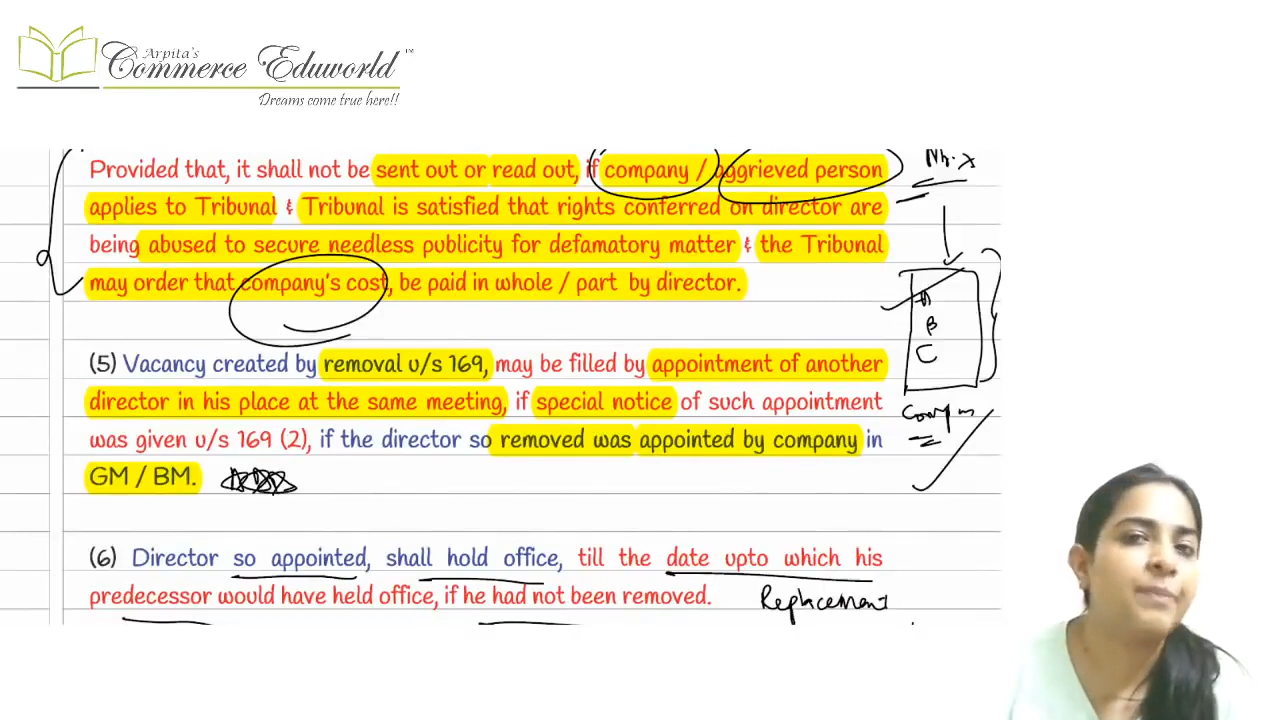 Arpita's
Commerce Eduworld™
Dreams come true here!!
Provided that, it shall not be sent out or read out, if company / aggrieved person
applies to Tribunal & Tribunal is satisfied that rights conferred on director are
being abused to secure needless publicity for defamatory matter & the Tribunal
may order that company's cost, be paid in whole / part by director.
A
B
C
(5) Vacancy created by removal u/s 169, may be filled by appointment of another
director in his place at the same meeting, if special notice of such appointment
was given u/s 169 (2), if the director so removed was appointed by company in
GM / BM.
(6) Director so appointed, shall hold office, till the date upto which his
predecessor would have held office, if he had not been removed.
Replacement